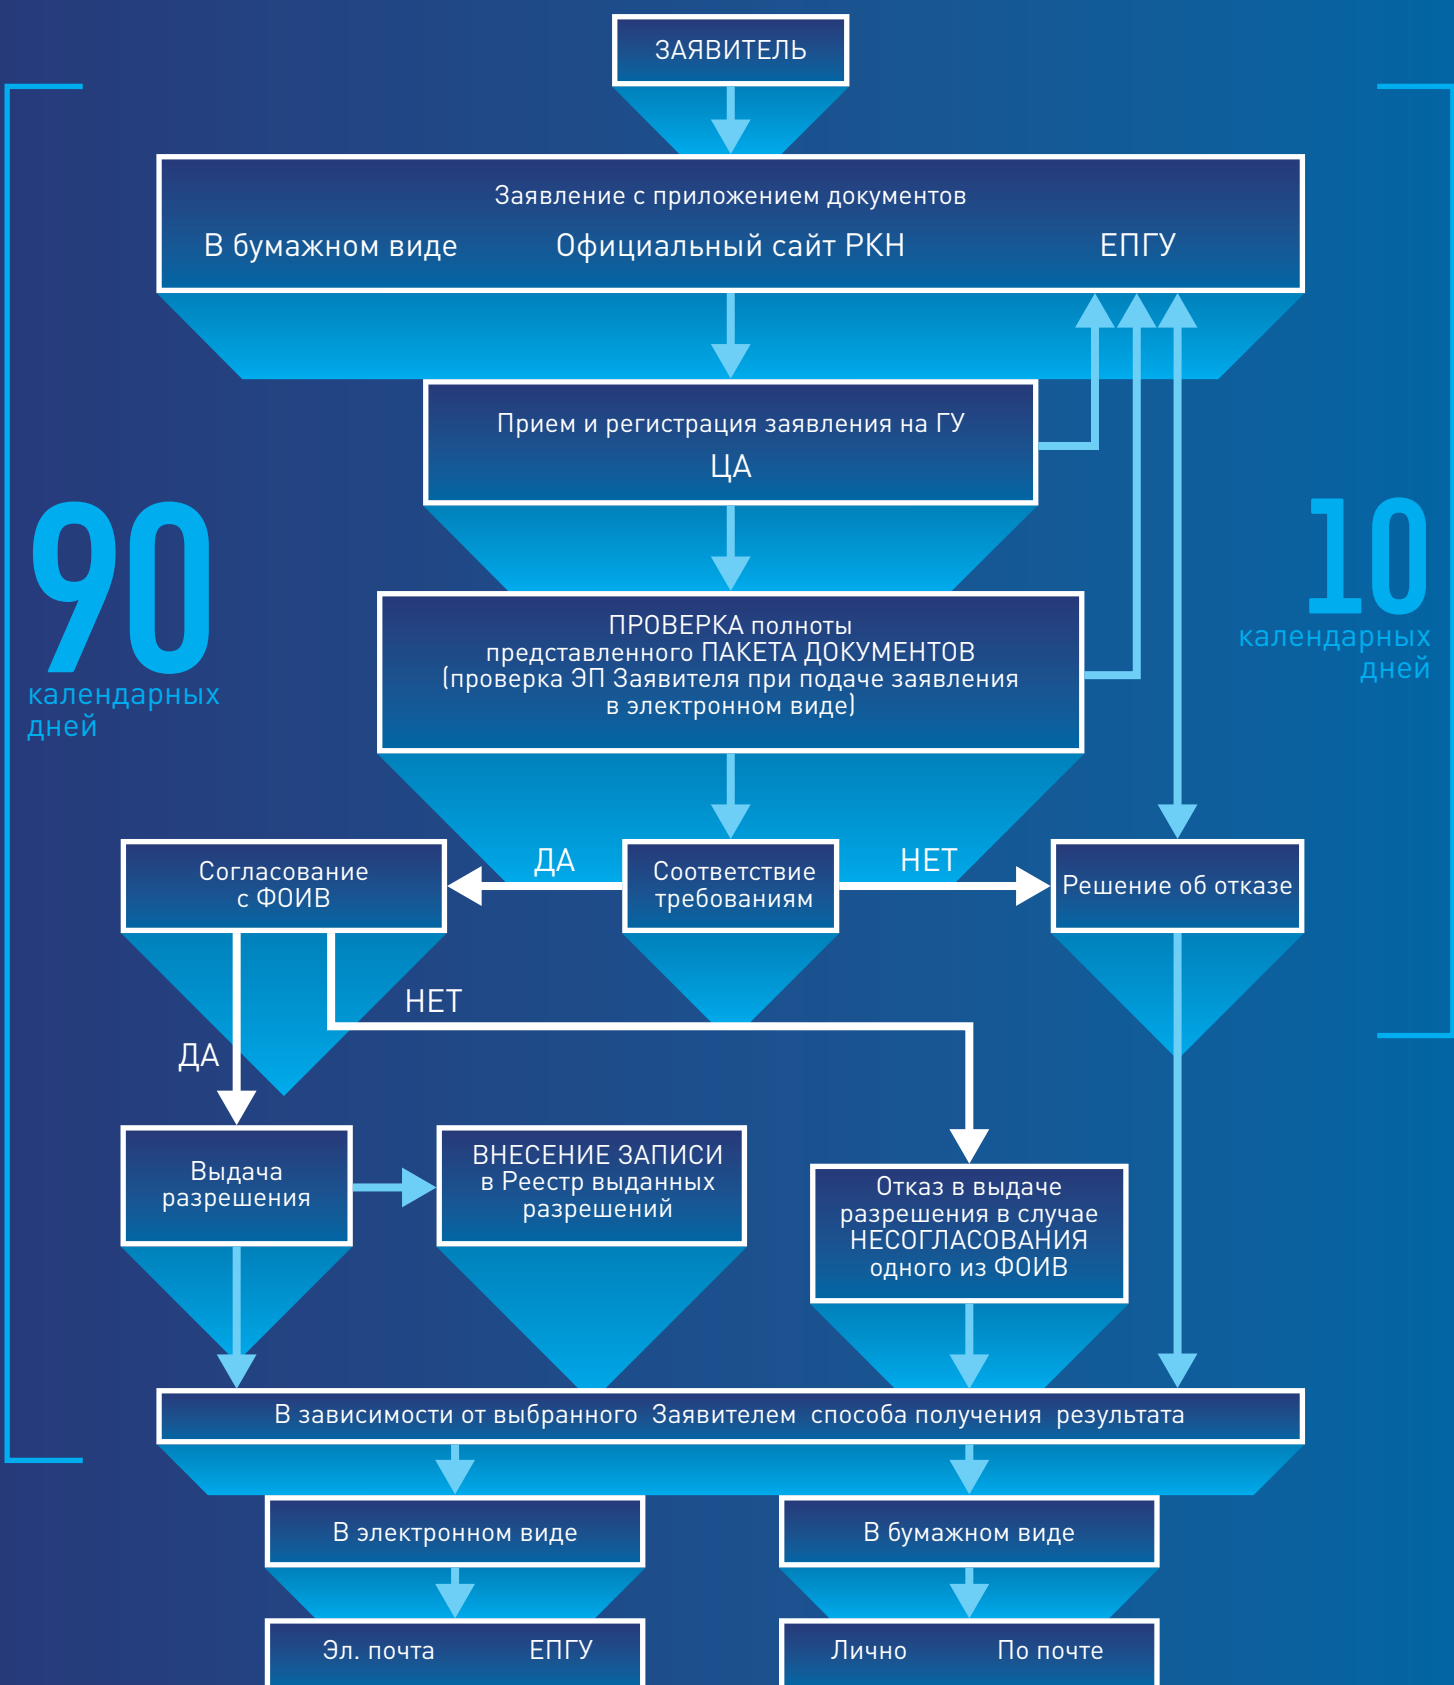 ЗАЯВИТЕЛЬ
Заявление с приложением документов
В бумажном виде
Официальный сайт РКН
ЕПГУ
Прием и регистрация заявления на ГУ
ЦА
90
календарных
дней
10
календарных
дней
ПРОВЕРКА полноты
представленного ПАКЕТА ДОКУМЕНТОВ
(проверка ЭП Заявителя при подаче заявления
в электронном виде)
Согласование
с ФОИВ
ДА
Соответствие
требованиям
НЕТ
Решение об отказе
НЕТ
ДА
Выдача
разрешения
ВНЕСЕНИЕ ЗАПИСИ
в Реестр выданных
разрешений
Отказ в выдаче
разрешения в случае
НЕСОГЛАСОВАНИЯ
одного из ФОИВ
В зависимости от выбранного Заявителем способа получения результата
В электронном виде
В бумажном виде
Эл. почта
ЕПГУ
Лично
По почте